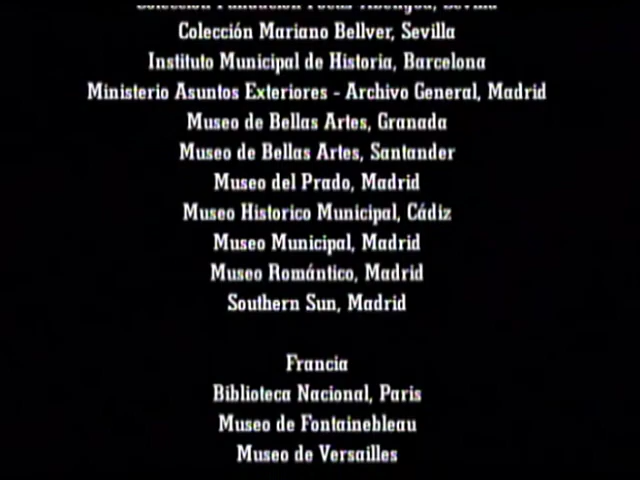 Colección Mariano Bellver, Sevilla
Instituto Municipal de Historia, Barcelona
Ministerio Asuntos Exteriores - Archivo General, Madrid
Museo de Bellas Artes, Granada
Museo de Bellas Artes, Santander
Museo del Prado, Madrid
Museo Historico Municipal, Cádiz
Museo Municipal, Madrid
Museo Romántico, Madrid
Southern Sun, Madrid
Francia
Biblioteca Nacional, Paris
Museo de Fontainebleau
Museo de Versailles